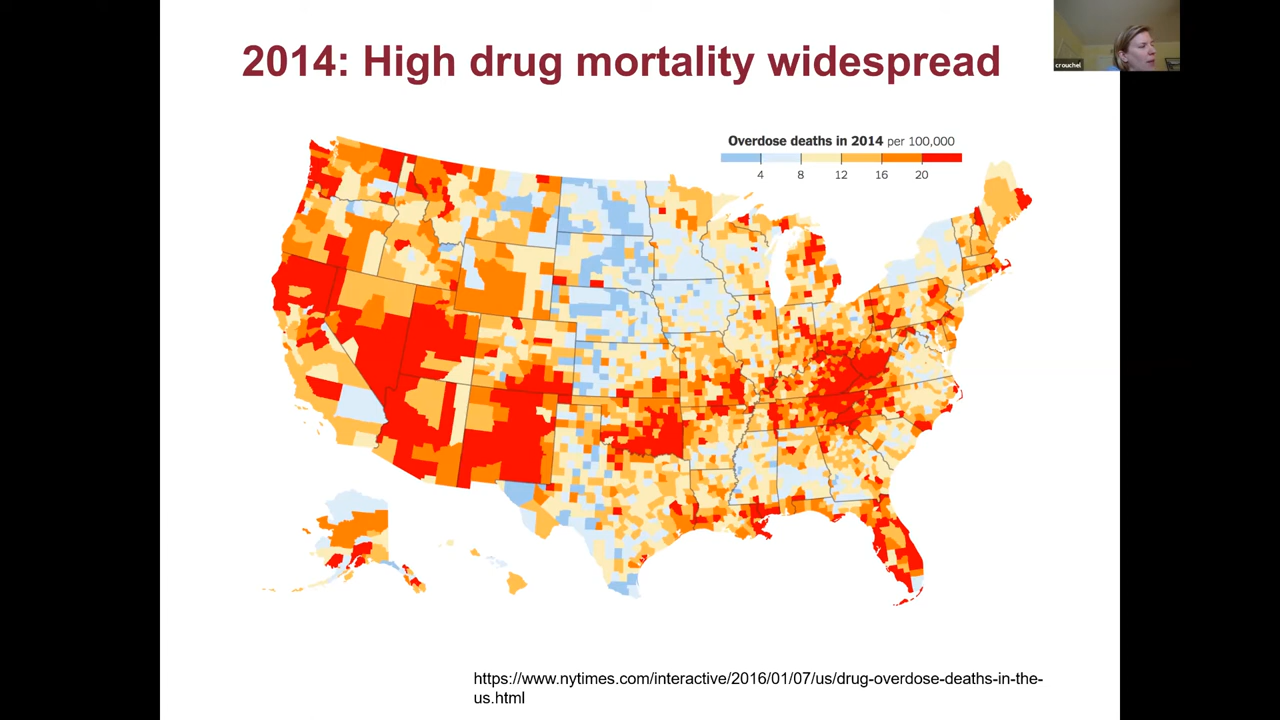 2014: High drug mortality widespread
crouchel
Overdose deaths in 2014 per 100,000
4 8 12 16 20
https://www.nytimes.com/interactive/2016/01/07/us/drug-overdose-deaths-in-the-
us.html